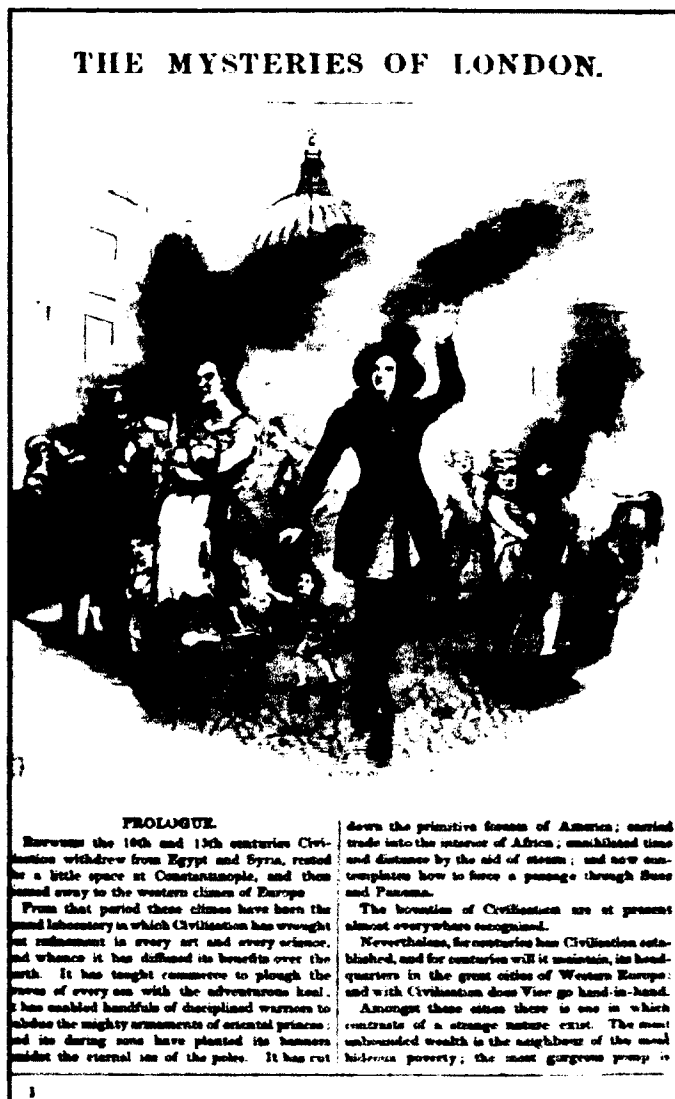 THE MYSTERIES OF LONDON.
PROLOGUE.
BETWEEN the 10th and 13th centuries Civi-
lisation withdrew from Egypt and Syria, rested
for a little space at Constantinople, and then
passed away to the western climes of Europe
From that period these climes have been the
grand laboratory in which Civilisation has wrought
out refinement in every art and every science,
and whence it has diffused its benefits over the
earth. It has taught commerce to plough the
waves of every sea with the adventurous keel;
it has enabled handfuls of disciplined warriors to
subdue the mighty armaments of oriental princes;
and its daring sons have planted its banners
amidst the eternal ice of the poles. It has cut
down the primitive forests of America; carried
trade into the interior of Africa; annihilated time
and distance by the aid of steam; and now con-
templates how to force a passage through Suez
and Panama.
The bounties of Civilisation are at present
almost everywhere recognised.
Nevertheless, for centuries has Civilisation esta-
blished, and for centuries will it maintain, its head-
quarters in the great cities of Western Europe:
and with Civilisation does Vice go hand-in-hand.
Amongst these cities there is one in which
contrasts of a strange nature exist. The most
unbounded wealth is the neighbour of the most
hideous poverty; the most gorgeous pomp is
1